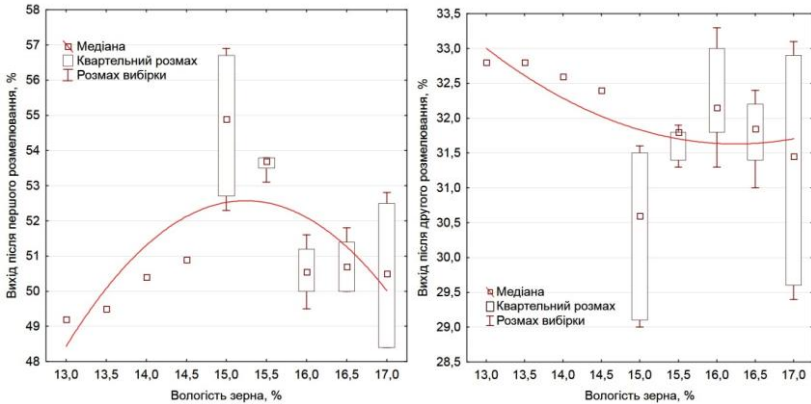 Вихід після першого розмелювання, %
58
57
56
55
54
53
52
51
50
49
48
Медіана
Квартельний розмах
Розмах вибірки
13,0 13,5 14,0 14,5 15,0 15,5 16,0 16,5 17,0
Вологість зерна, %
Вихід після другого розмелювання, %
33,5
33,0
32,5
32,0
31,5
31,0
30,5
30,0
29,5
29,0
28,5
Медіана
Квартельний розмах
Розмах вибірки
13,0 13,5 14,0 14,5 15,0 15,5 16,0 16,5 17,0
Вологість зерна, %